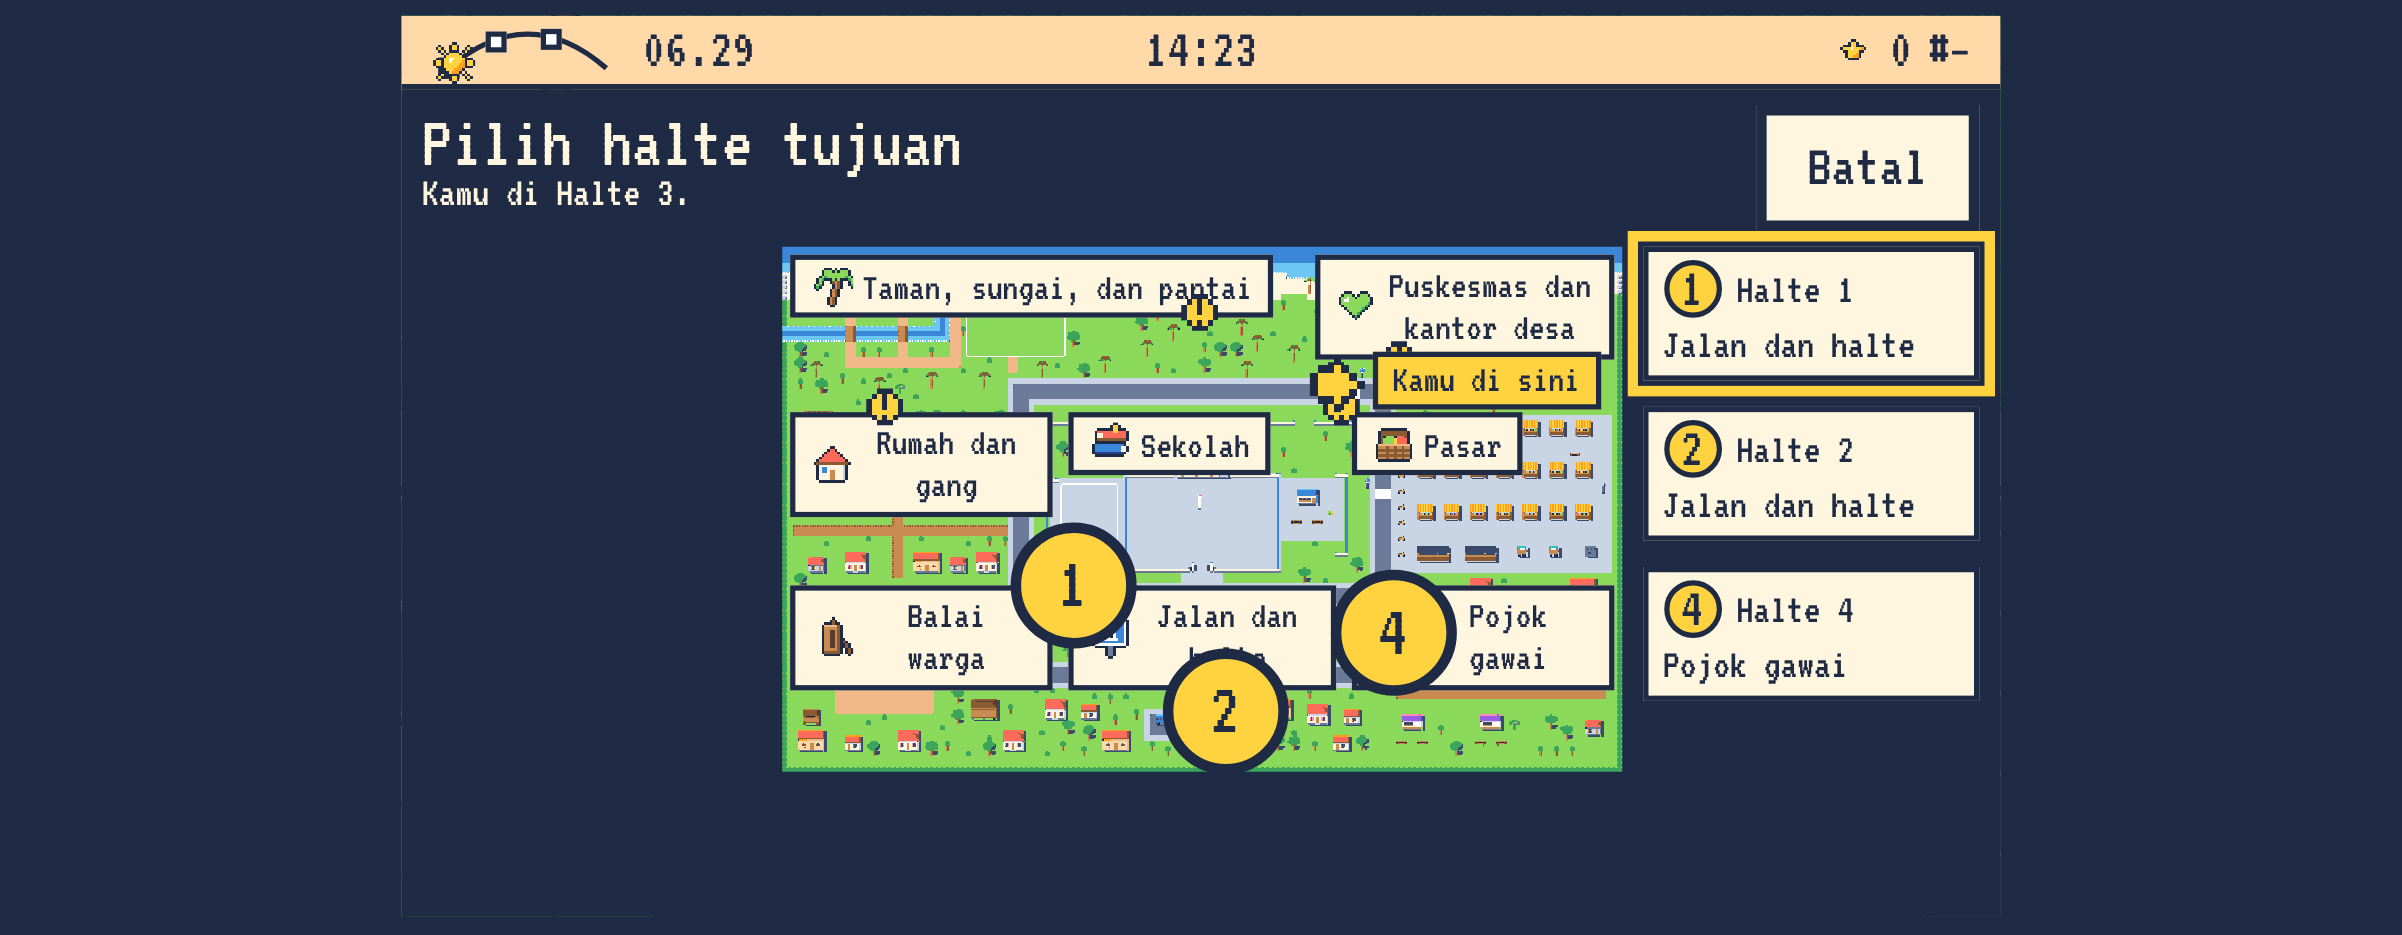 06.29
14:23
0 #-
Pilih halte tujuan
Kamu di Halte 3.
Batal
Taman, sungai, dan pantai
Puskesmas dan
kantor desa
Kamu di sini
Rumah dan
gang
Sekolah
Pasar
Balai
warga
1
Jalan dan
2
4
Pojok
gawai
1 Halte 1
Jalan dan halte
2 Halte 2
Jalan dan halte
4 Halte 4
Pojok gawai